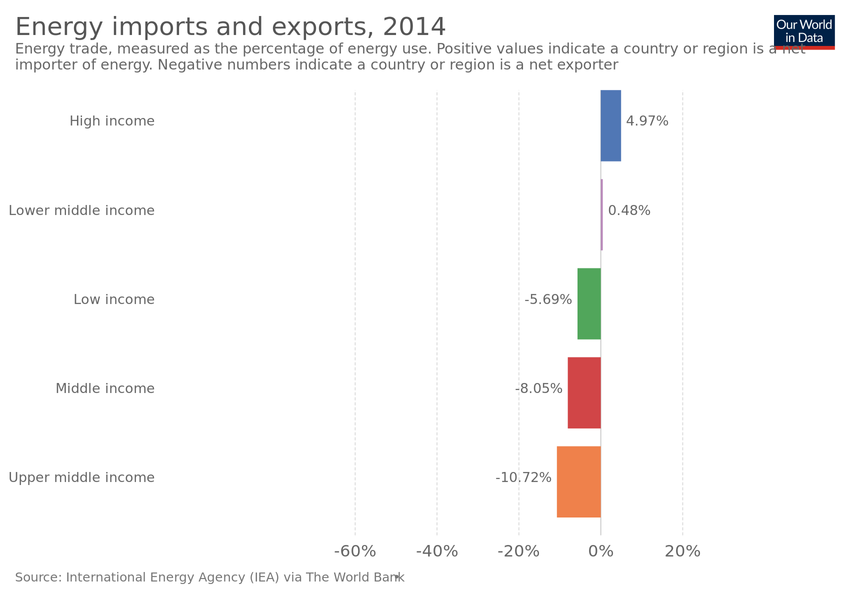 Energy imports and exports, 2014
Our World
in Data
Energy trade, measured as the percentage of energy use. Positive values indicate a country or region is a net
importer of energy. Negative numbers indicate a country or region is a net exporter
High income
4.97%
Lower middle income
0.48%
Low income
-5.69%
Middle income
-8.05%
Upper middle income
-10.72%
-60% -40% -20% 0% 20%
Source: International Energy Agency (IEA) via The World Bank